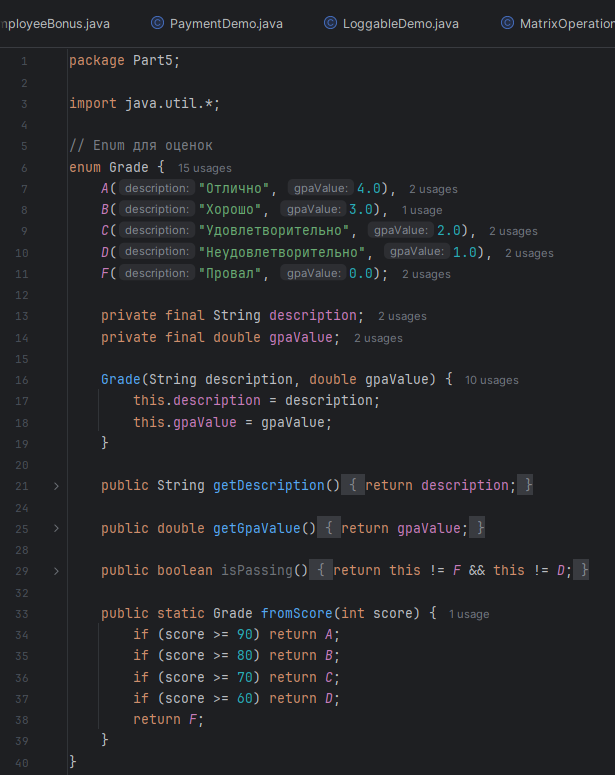 mployeeBonus.java PaymentDemo.java LoggableDemo.java MatrixOperation
1 package Part5;
2
3 import java.util.*;
4
5 // Enum для оценок
6 enum Grade { 15 usages
7 A( description: "Отлично", gpaValue: 4.0), 2 usages
8 B( description: "Хорошо", gpaValue: 3.0), 1 usage
9 C( description: "Удовлетворительно", gpaValue: 2.0), 2 usages
10 D( description: "Неудовлетворительно", gpaValue: 1.0), 2 usages
11 F( description: "Провал", gpaValue: 0.0); 2 usages
12
13 private final String description; 2 usages
14 private final double gpaValue; 2 usages
15
16 Grade(String description, double gpaValue) { 10 usages
17 this.description = description;
18 this.gpaValue = gpaValue;
19 }
20
21 public String getDescription() { return description; }
24
25 public double getGpaValue() { return gpaValue; }
28
29 public boolean isPassing() { return this != F && this != D; }
32
33 public static Grade fromScore(int score) { 1 usage
34 if (score >= 90) return A;
35 if (score >= 80) return B;
36 if (score >= 70) return C;
37 if (score >= 60) return D;
38 return F;
39 }
40 }